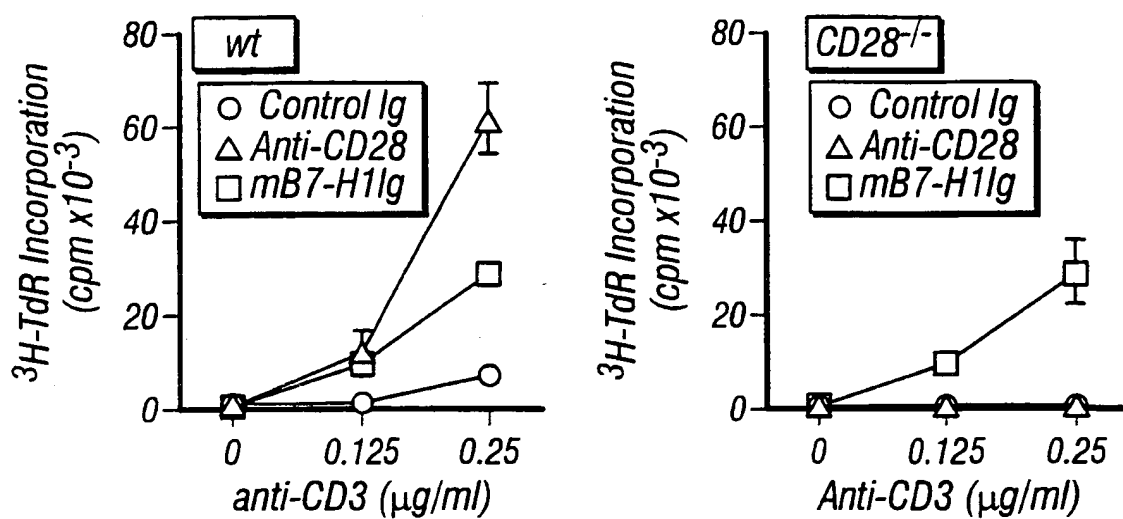 wt
Control Ig
Anti-CD28
mB7-H1Ig
80
60
40
20
0
³H-TdR Incorporation
(cpm x10⁻³)
0 0.125 0.25
anti-CD3 (μg/ml)
CD28⁻/⁻
Control Ig
Anti-CD28
mB7-H1Ig
80
60
40
20
0
³H-TdR Incorporation
(cpm x10⁻³)
0 0.125 0.25
Anti-CD3 (μg/ml)